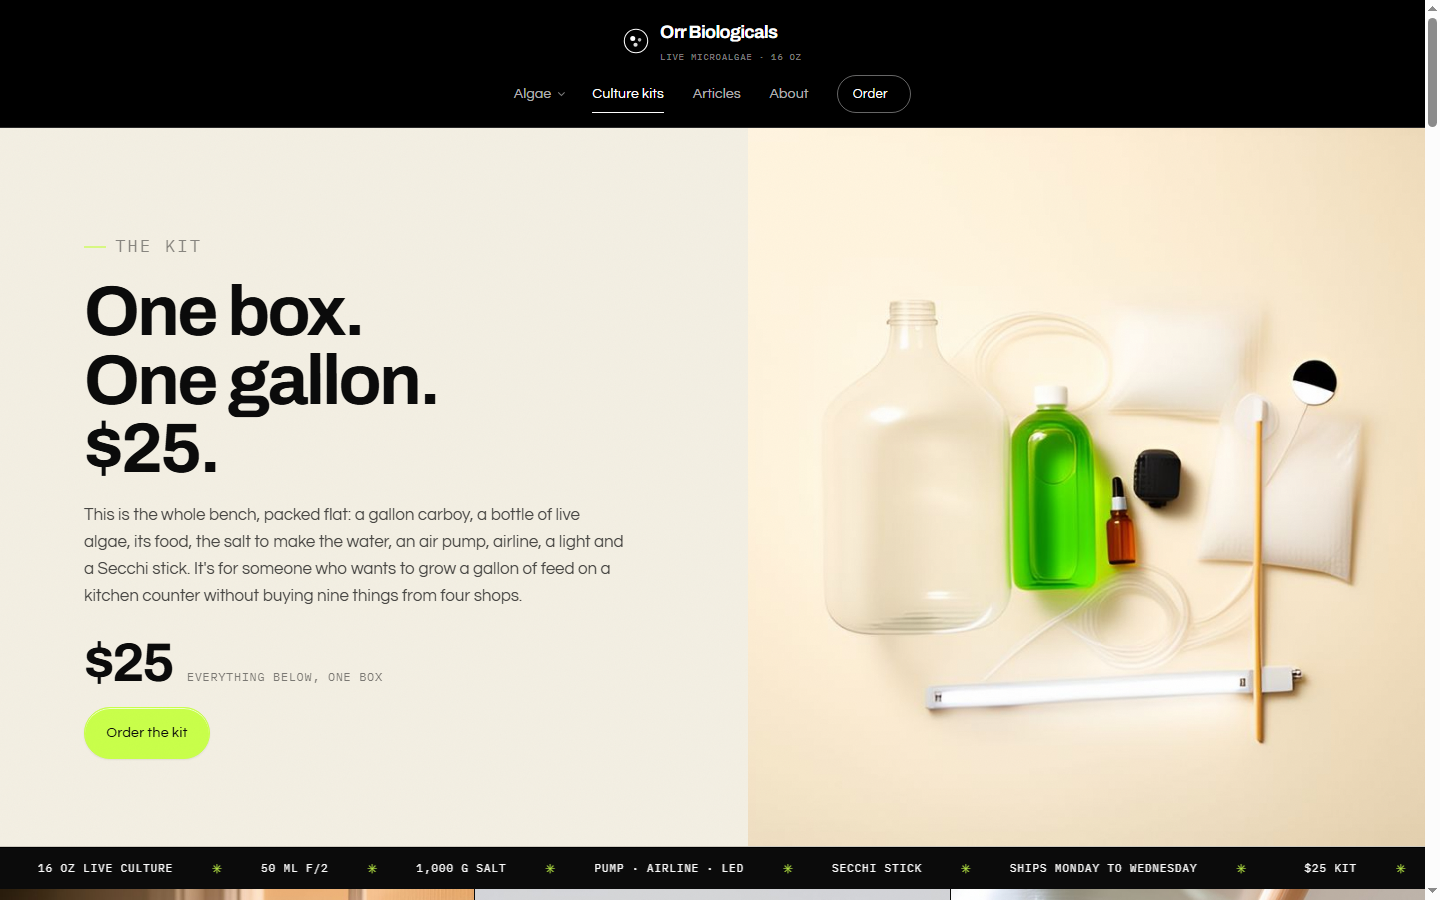 Orr Biologicals
LIVE MICROALGAE · 16 OZ
Algae Culture kits Articles About Order
THE KIT
One box.
One gallon.
$25.
This is the whole bench, packed flat: a gallon carboy, a bottle of live
algae, its food, the salt to make the water, an air pump, airline, a light and
a Secchi stick. It's for someone who wants to grow a gallon of feed on a
kitchen counter without buying nine things from four shops.
$25 EVERYTHING BELOW, ONE BOX
Order the kit
16 OZ LIVE CULTURE ✳ 50 ML F/2 ✳ 1,000 G SALT ✳ PUMP · AIRLINE · LED ✳ SECCHI STICK ✳ SHIPS MONDAY TO WEDNESDAY ✳ $25 KIT ✳